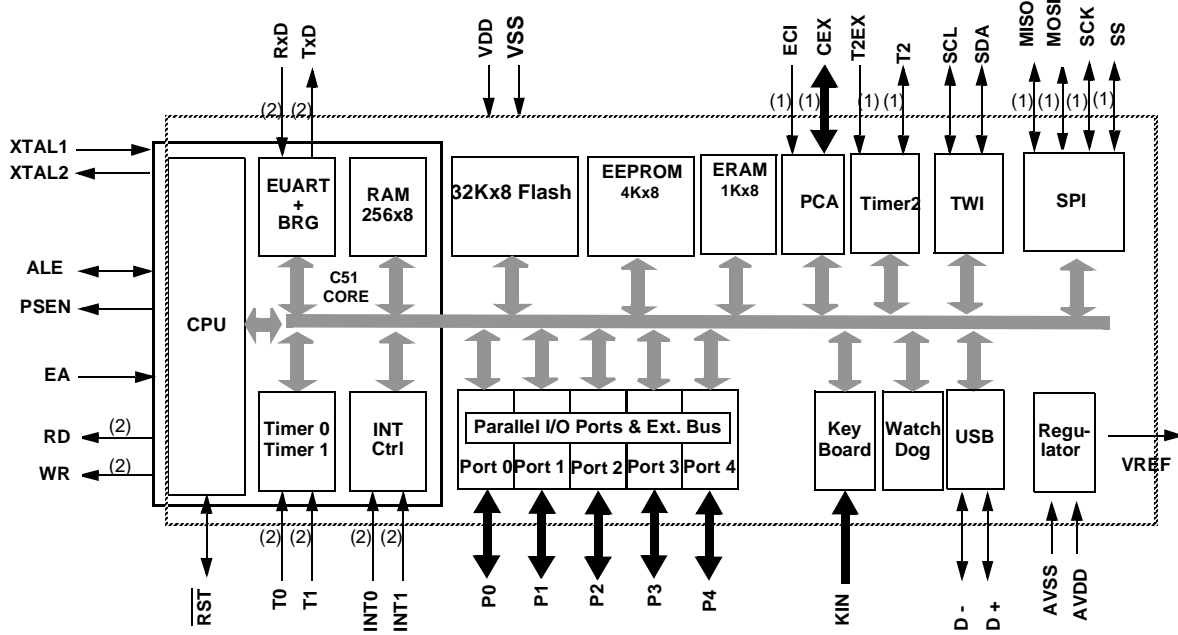 RxD
TxD
VDD
VSS
ECI
CEX
T2EX
T2
SCL
SDA
MISO
MOSI
SCK
SS
(2) (2)
(1) (1) (1) (1)
(1) (1) (1) (1)
XTAL1
XTAL2
ALE
PSEN
EA
RD
(2)
WR
(2)
CPU
EUART
+
BRG
RAM
256x8
C51
CORE
32Kx8 Flash
EEPROM
4Kx8
ERAM
1Kx8
PCA
Timer2
TWI
SPI
Timer 0
Timer 1
INT
Ctrl
Parallel I/O Ports & Ext. Bus
Port 0
Port 1
Port 2
Port 3
Port 4
Key
Board
Watch
Dog
USB
Regu-
lator
VREF
(2) (2) (2) (2)
RST
T0
T1
INT0
INT1
P0
P1
P2
P3
P4
KIN
D -
D +
AVSS
AVDD